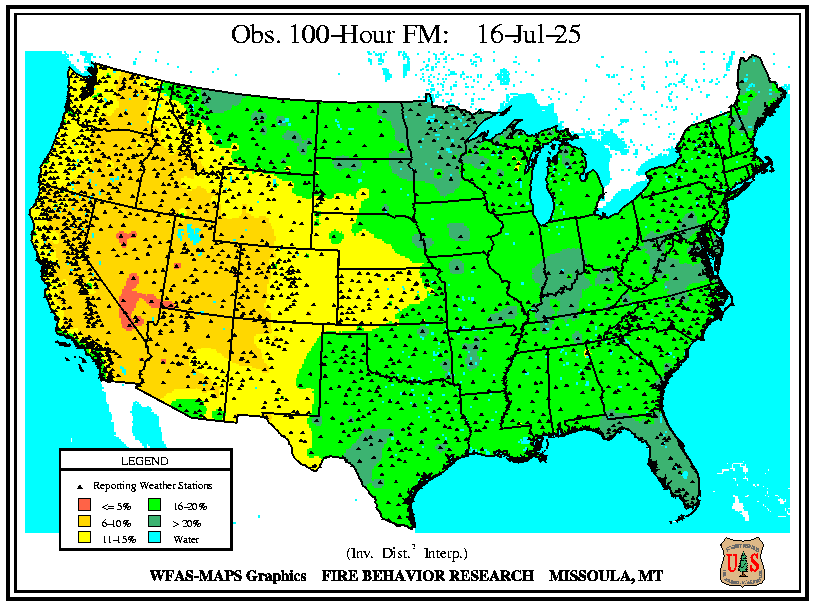 Obs. 100-Hour FM: 16-Jul-25
LEGEND
Reporting Weather Stations
<= 5%
16-20%
6-10%
> 20%
11-15%
Water
(Inv. Dist.² Interp.)
WFAS-MAPS Graphics FIRE BEHAVIOR RESEARCH MISSOULA, MT
U S